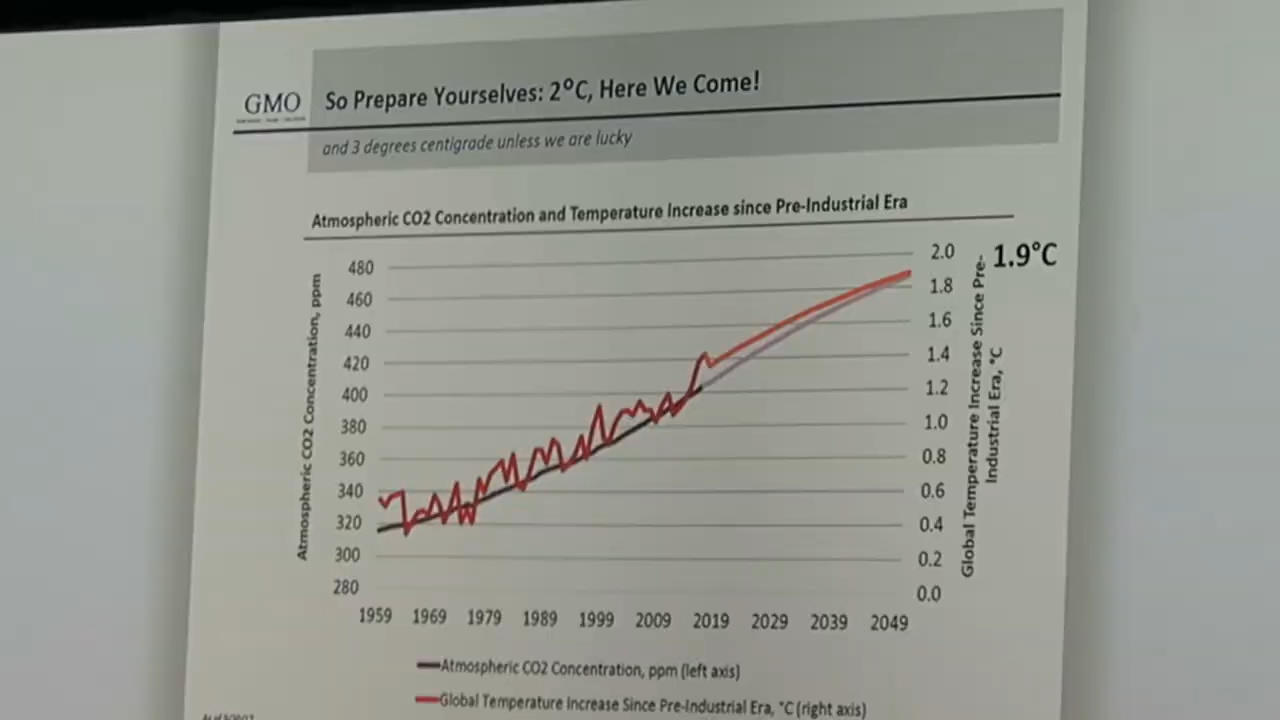 GMO
So Prepare Yourselves: 2°C, Here We Come!
and 3 degrees centigrade unless we are lucky
Atmospheric CO2 Concentration and Temperature Increase since Pre-Industrial Era
Atmospheric CO2 Concentration, ppm
480
460
440
420
400
380
360
340
320
300
280
2.0
1.8
1.6
1.4
1.2
1.0
0.8
0.6
0.4
0.2
0.0
Global Temperature Increase Since Pre-
Industrial Era, °C
1.9°C
1959 1969 1979 1989 1999 2009 2019 2029 2039 2049
Atmospheric CO2 Concentration, ppm (left axis)
Global Temperature Increase Since Pre-Industrial Era, °C (right axis)